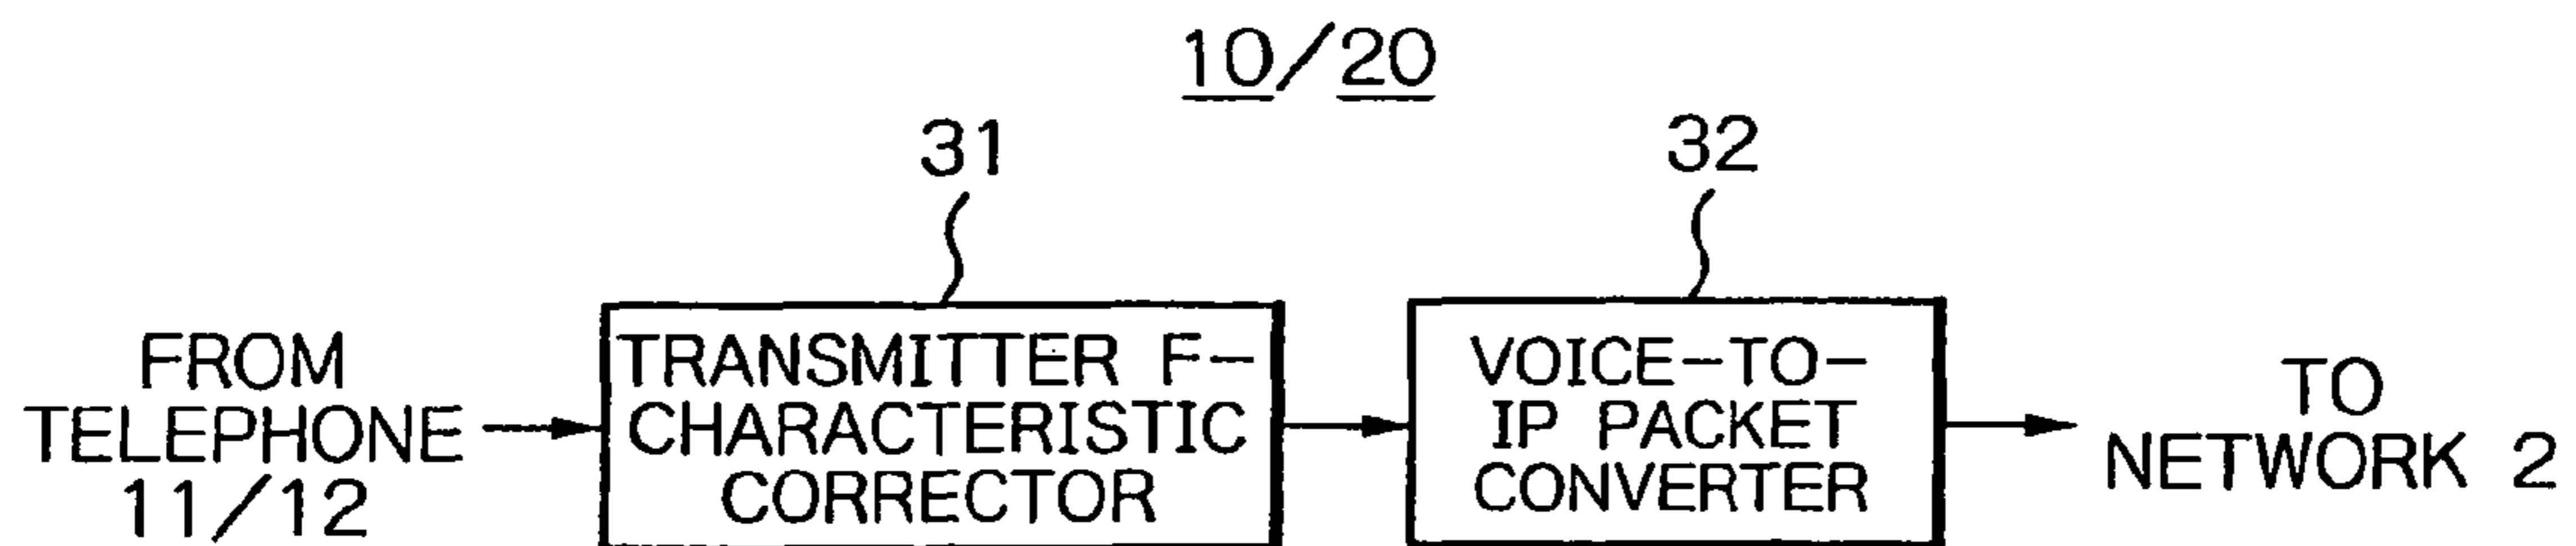 10/20
31
32
FROM
TELEPHONE
11/12
TRANSMITTER F-
CHARACTERISTIC
CORRECTOR
VOICE-TO-
IP PACKET
CONVERTER
TO
NETWORK 2